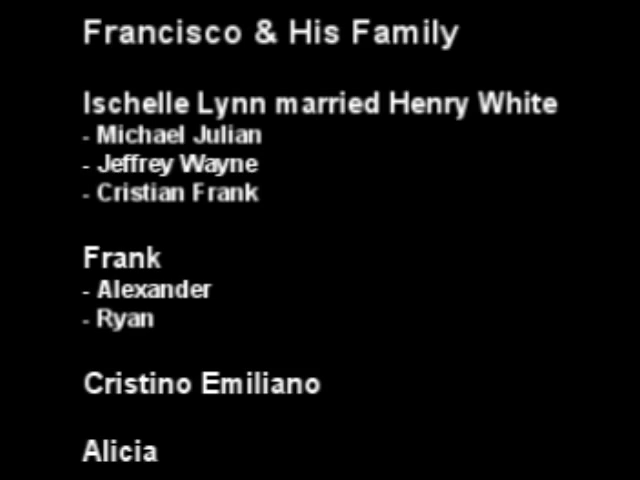 Francisco & His Family
Ischelle Lynn married Henry White
- Michael Julian
- Jeffrey Wayne
- Cristian Frank
Frank
- Alexander
- Ryan
Cristino Emiliano
Alicia